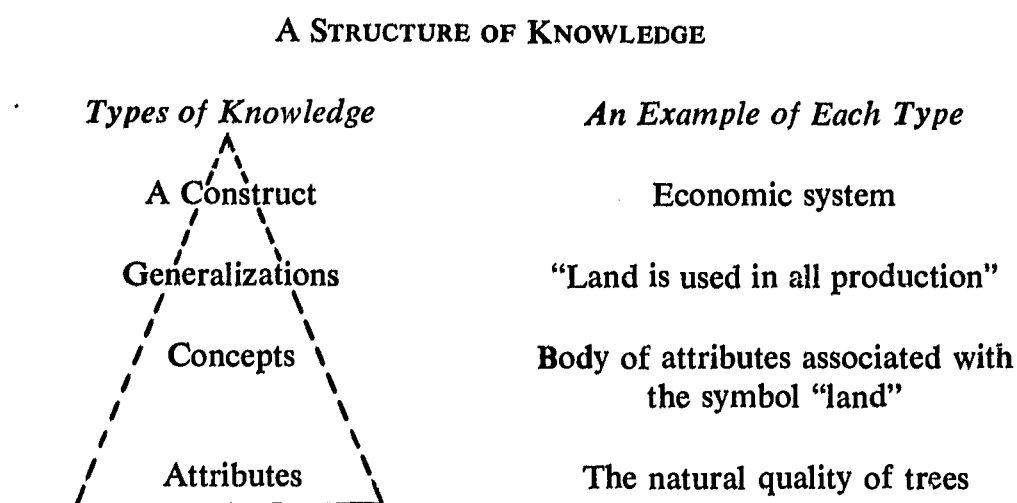 A STRUCTURE OF KNOWLEDGE
Types of Knowledge An Example of Each Type
A Construct Economic system
Generalizations “Land is used in all production”
Concepts Body of attributes associated with
the symbol “land”
Attributes The natural quality of trees